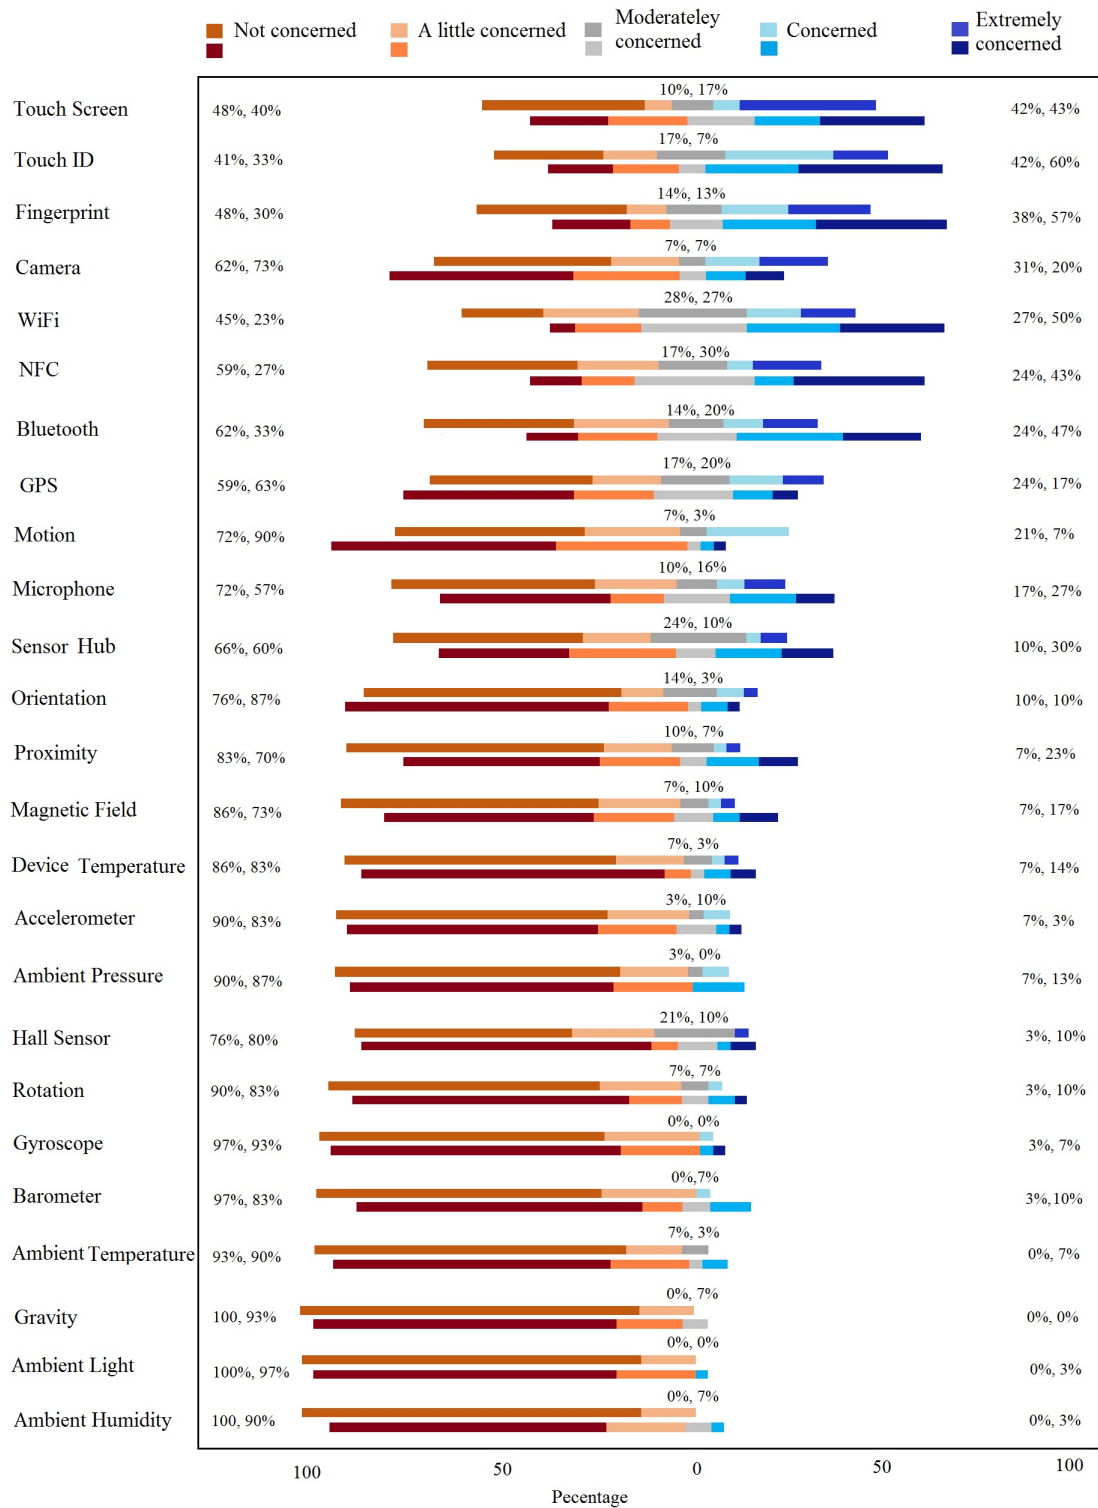 Not concerned A little concerned Moderateley concerned Concerned Extremely concerned
10%, 17%
Touch Screen 48%, 40% 42%, 43%
17%, 7%
Touch ID 41%, 33% 42%, 60%
14%, 13%
Fingerprint 48%, 30% 38%, 57%
7%, 7%
Camera 62%, 73% 31%, 20%
28%, 27%
WiFi 45%, 23% 27%, 50%
17%, 30%
NFC 59%, 27% 24%, 43%
14%, 20%
Bluetooth 62%, 33% 24%, 47%
17%, 20%
GPS 59%, 63% 24%, 17%
7%, 3%
Motion 72%, 90% 21%, 7%
10%, 16%
Microphone 72%, 57% 17%, 27%
24%, 10%
Sensor Hub 66%, 60% 10%, 30%
14%, 3%
Orientation 76%, 87% 10%, 10%
10%, 7%
Proximity 83%, 70% 7%, 23%
7%, 10%
Magnetic Field 86%, 73% 7%, 17%
7%, 3%
Device Temperature 86%, 83% 7%, 14%
3%, 10%
Accelerometer 90%, 83% 7%, 3%
3%, 0%
Ambient Pressure 90%, 87% 7%, 13%
21%, 10%
Hall Sensor 76%, 80% 3%, 10%
7%, 7%
Rotation 90%, 83% 3%, 10%
0%, 0%
Gyroscope 97%, 93% 3%, 7%
0%,7%
Barometer 97%, 83% 3%,10%
7%, 3%
Ambient Temperature 93%, 90% 0%, 7%
0%, 7%
Gravity 100, 93% 0%, 0%
0%, 0%
Ambient Light 100%, 97% 0%, 3%
0%, 7%
Ambient Humidity 100, 90% 0%, 3%
100 50 0 50 100
Pecentage